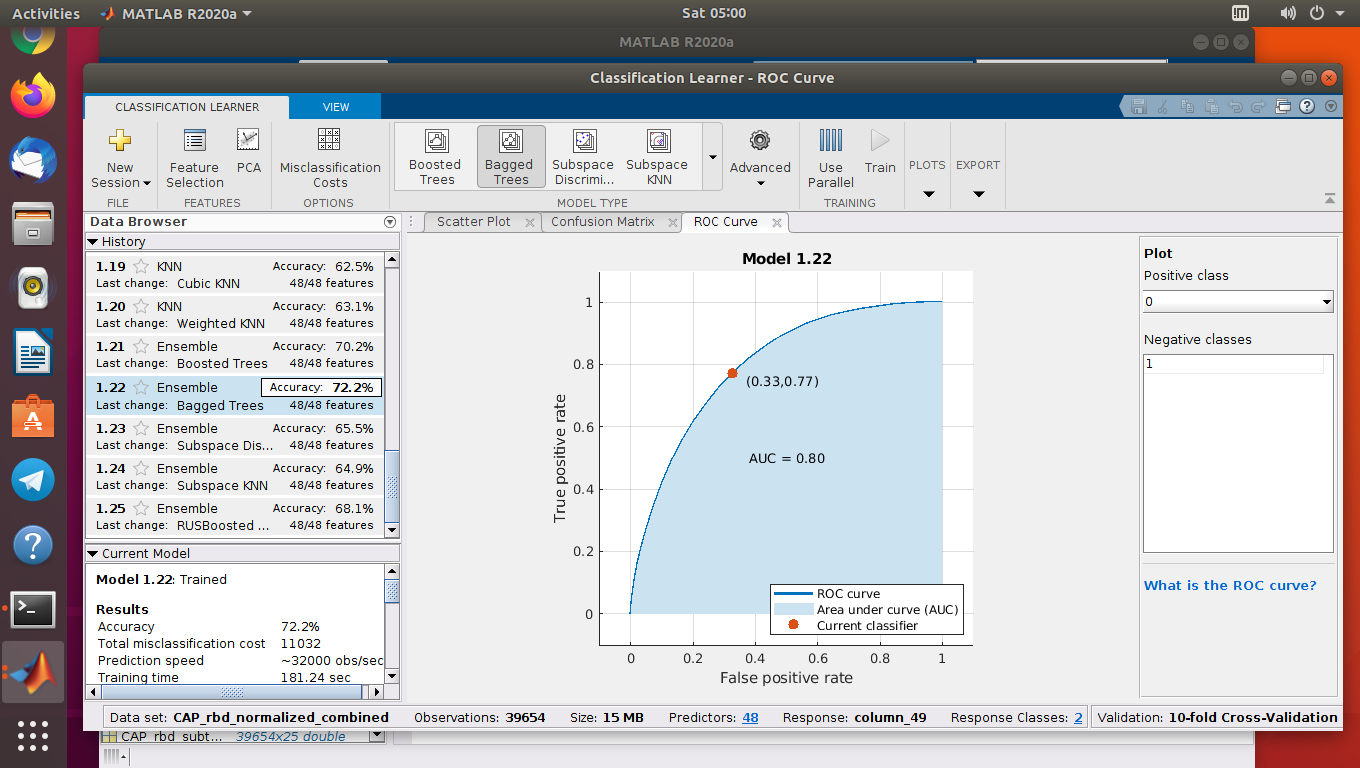 Activities MATLAB R2020a Sat 05:00
MATLAB R2020a
Classification Learner - ROC Curve
CLASSIFICATION LEARNER VIEW
New Session
FILE
Feature Selection
PCA
FEATURES
Misclassification Costs
OPTIONS
Boosted Trees
Bagged Trees
Subspace Discrimi...
Subspace KNN
MODEL TYPE
Advanced
Use Parallel
Train
TRAINING
PLOTS
EXPORT
Data Browser
History
1.19 KNN Accuracy: 62.5%
Last change: Cubic KNN 48/48 features
1.20 KNN Accuracy: 63.1%
Last change: Weighted KNN 48/48 features
1.21 Ensemble Accuracy: 70.2%
Last change: Boosted Trees 48/48 features
1.22 Ensemble Accuracy: 72.2%
Last change: Bagged Trees 48/48 features
1.23 Ensemble Accuracy: 65.5%
Last change: Subspace Dis... 48/48 features
1.24 Ensemble Accuracy: 64.9%
Last change: Subspace KNN 48/48 features
1.25 Ensemble Accuracy: 68.1%
Last change: RUSBoosted ... 48/48 features
Current Model
Model 1.22: Trained
Results
Accuracy 72.2%
Total misclassification cost 11032
Prediction speed ~32000 obs/sec
Training time 181.24 sec
Scatter Plot Confusion Matrix ROC Curve
Model 1.22
True positive rate
1
0.8
0.6
0.4
0.2
0
(0.33,0.77)
AUC = 0.80
ROC curve
Area under curve (AUC)
Current classifier
0 0.2 0.4 0.6 0.8 1
False positive rate
Plot
Positive class
0
Negative classes
1
What is the ROC curve?
Data set: CAP_rbd_normalized_combined Observations: 39654 Size: 15 MB Predictors: 48 Response: column_49 Response Classes: 2 Validation: 10-fold Cross-Validation
CAP_rbd_subt... 39654x25 double